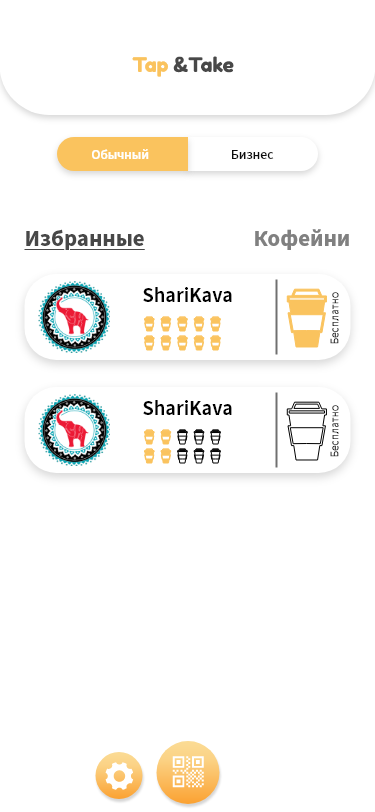 Tap &Take
Обычный Бизнес
Избранные Кофейни
ShariKava
Бесплатно
ShariKava
Бесплатно